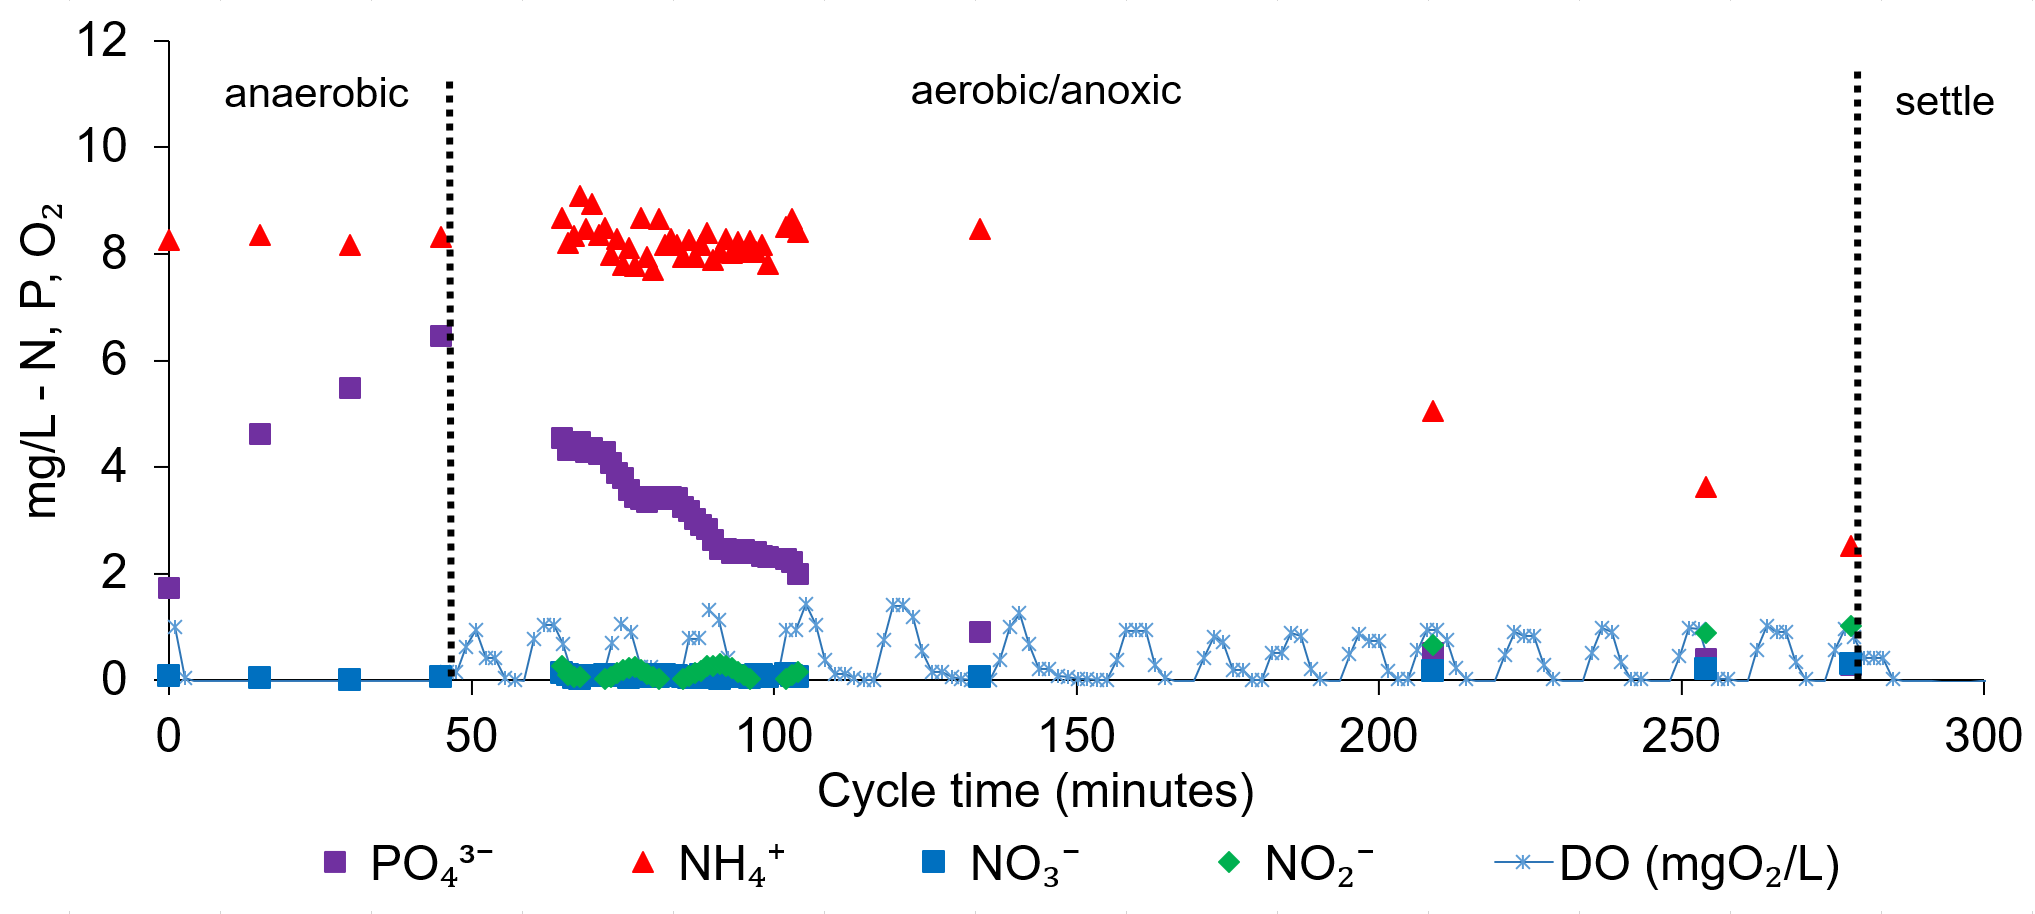 12
10
8
6
4
2
0
mg/L - N, P, O₂
anaerobic
aerobic/anoxic
settle
0 50 100 150 200 250 300
Cycle time (minutes)
PO₄³⁻ NH₄⁺ NO₃⁻ NO₂⁻ DO (mgO₂/L)